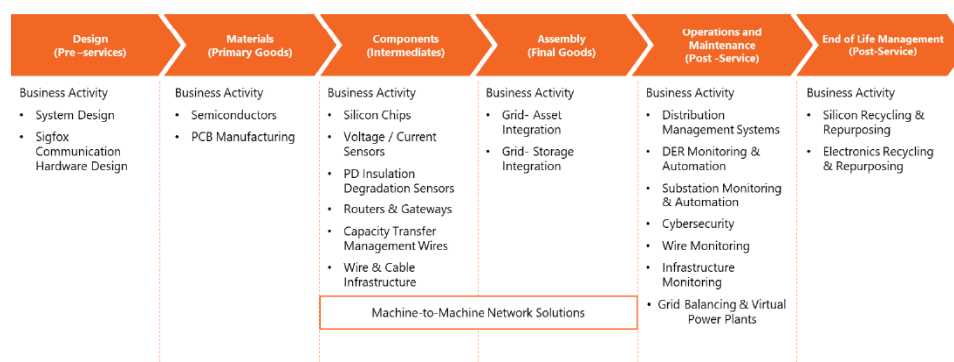 Design
(Pre –services)
Materials
(Primary Goods)
Components
(Intermediates)
Assembly
(Final Goods)
Operations and
Maintenance
(Post -Service)
End of Life Management
(Post-Service)
Business Activity
• System Design
• Sigfox
Communication
Hardware Design
Business Activity
• Semiconductors
• PCB Manufacturing
Business Activity
• Silicon Chips
• Voltage / Current
Sensors
• PD Insulation
Degradation Sensors
• Routers & Gateways
• Capacity Transfer
Management Wires
• Wire & Cable
Infrastructure
Business Activity
• Grid- Asset
Integration
• Grid- Storage
Integration
Machine-to-Machine Network Solutions
Business Activity
• Distribution
Management Systems
• DER Monitoring &
Automation
• Substation Monitoring
& Automation
• Cybersecurity
• Wire Monitoring
• Infrastructure
Monitoring
• Grid Balancing & Virtual
Power Plants
Business Activity
• Silicon Recycling &
Repurposing
• Electronics Recycling
& Repurposing